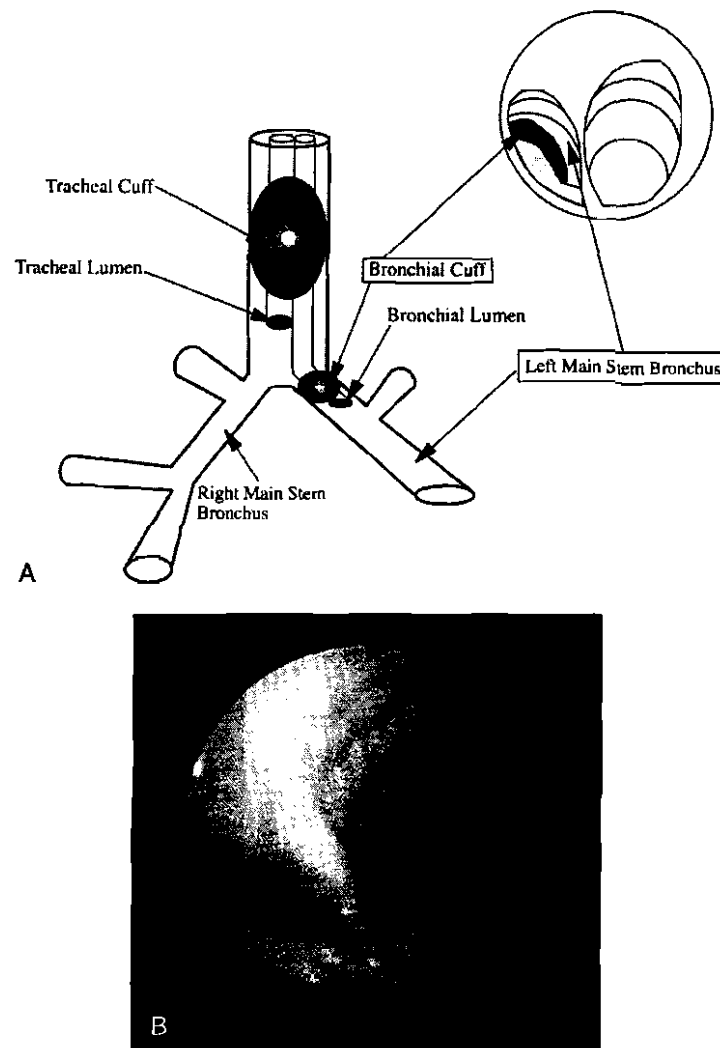 Tracheal Cuff
Tracheal Lumen
Bronchial Cuff
Bronchial Lumen
Left Main Stem Bronchus
Right Main Stem
Bronchus
A
B